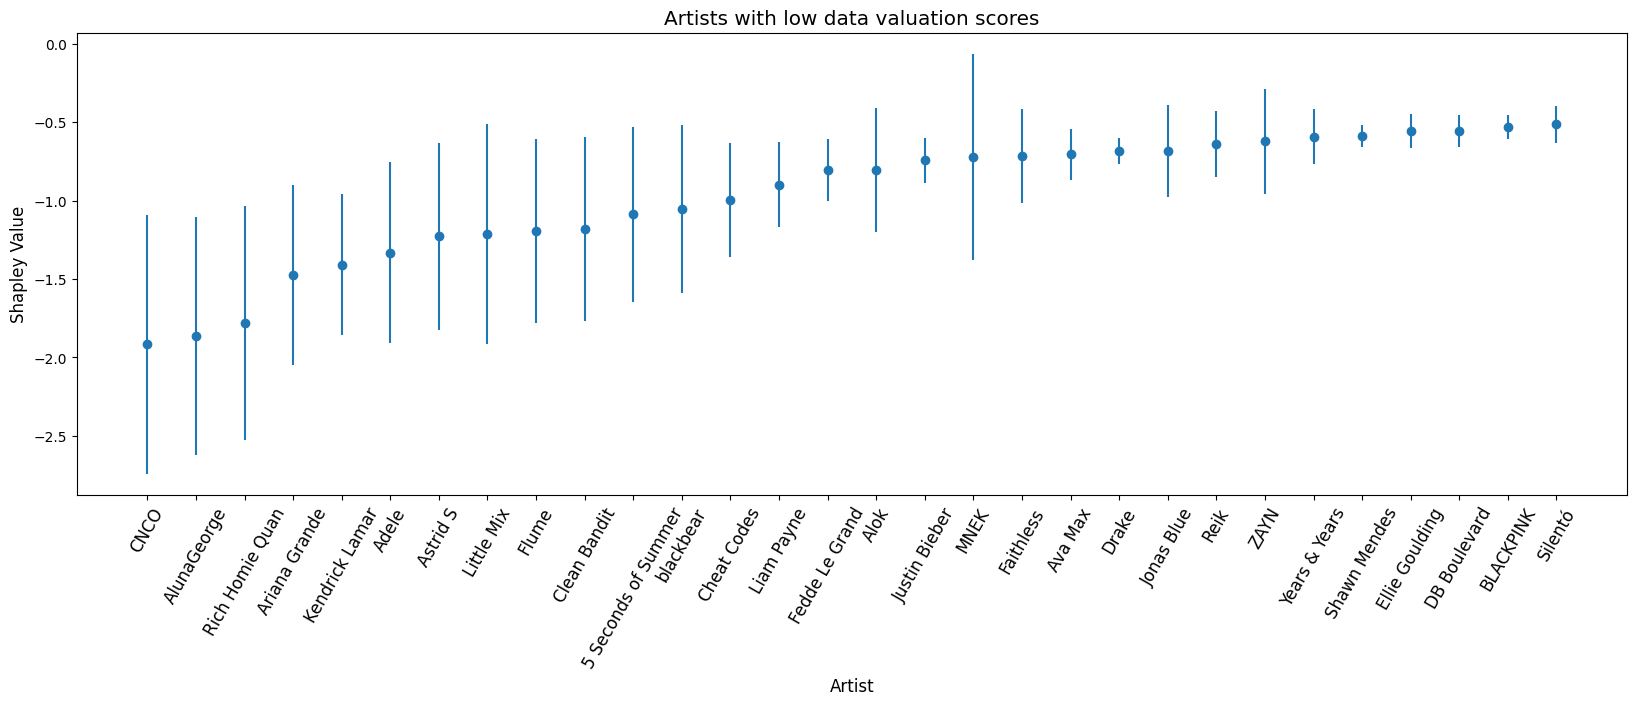 Artists with low data valuation scores
Shapley Value
0.0
−0.5
−1.0
−1.5
−2.0
−2.5
CNCO
AlunaGeorge
Rich Homie Quan
Ariana Grande
Kendrick Lamar
Adele
Astrid S
Little Mix
Flume
Clean Bandit
5 Seconds of Summer
blackbear
Cheat Codes
Liam Payne
Fedde Le Grand
Alok
Justin Bieber
MNEK
Faithless
Ava Max
Drake
Jonas Blue
Reik
ZAYN
Years & Years
Shawn Mendes
Ellie Goulding
DB Boulevard
BLACKPINK
Silentó
Artist